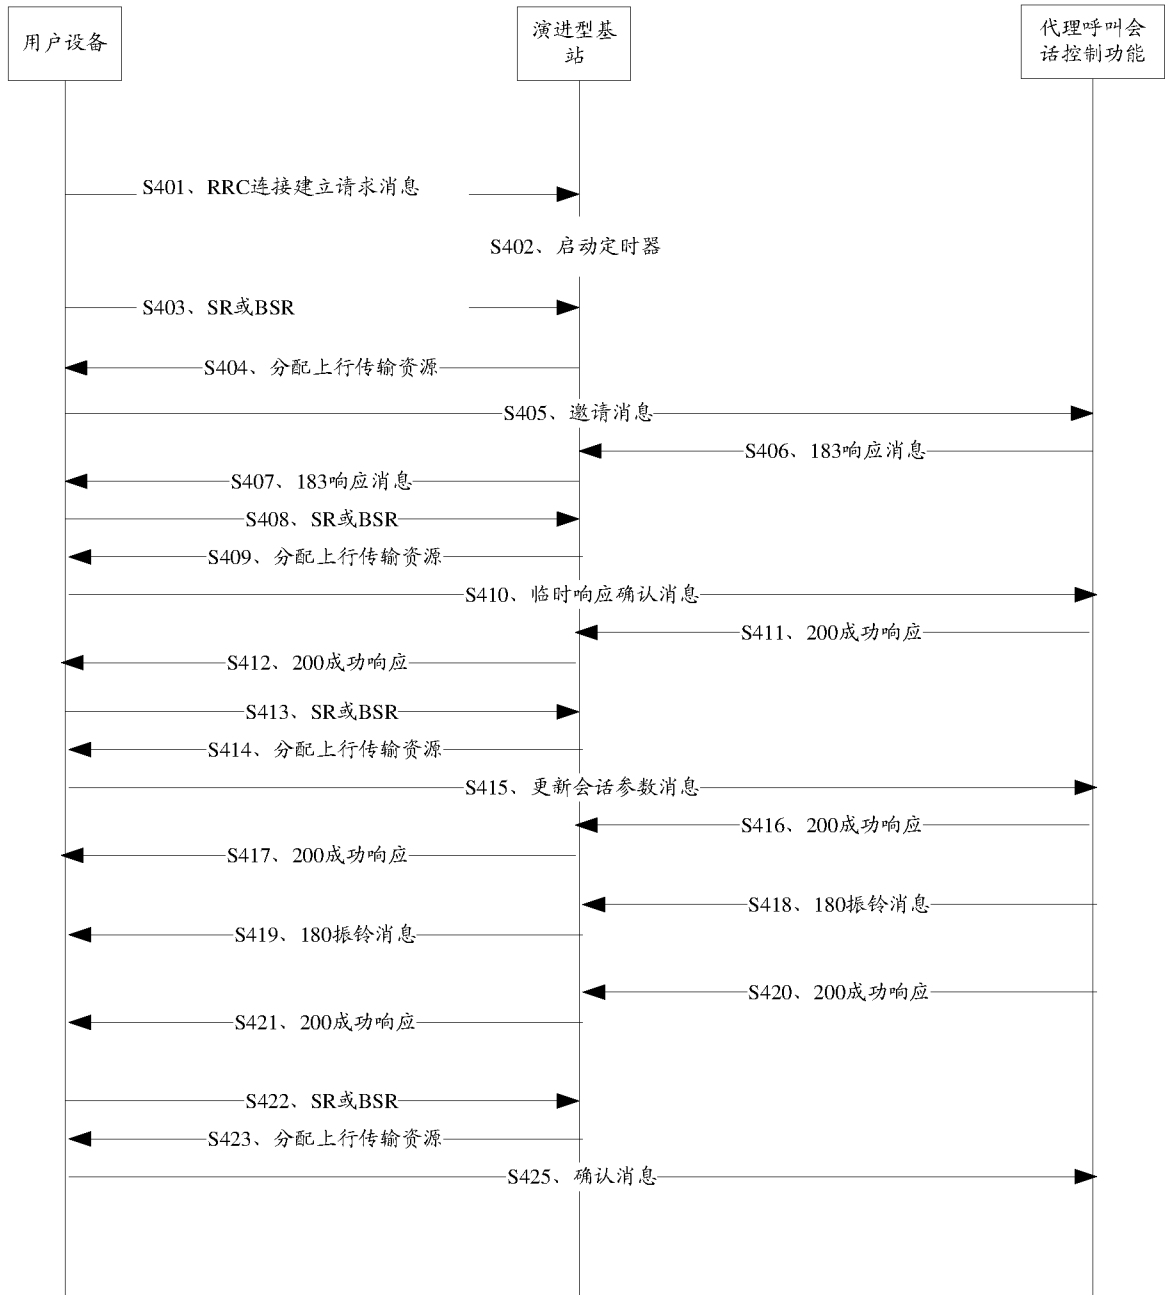 用户设备
演进型基
站
代理呼叫会
话控制功能
S401、RRC连接建立请求消息
S402、启动定时器
S403、SR或BSR
S404、分配上行传输资源
S405、邀请消息
S406、183响应消息
S407、183响应消息
S408、SR或BSR
S409、分配上行传输资源
S410、临时响应确认消息
S411、200成功响应
S412、200成功响应
S413、SR或BSR
S414、分配上行传输资源
S415、更新会话参数消息
S416、200成功响应
S417、200成功响应
S418、180振铃消息
S419、180振铃消息
S420、200成功响应
S421、200成功响应
S422、SR或BSR
S423、分配上行传输资源
S425、确认消息